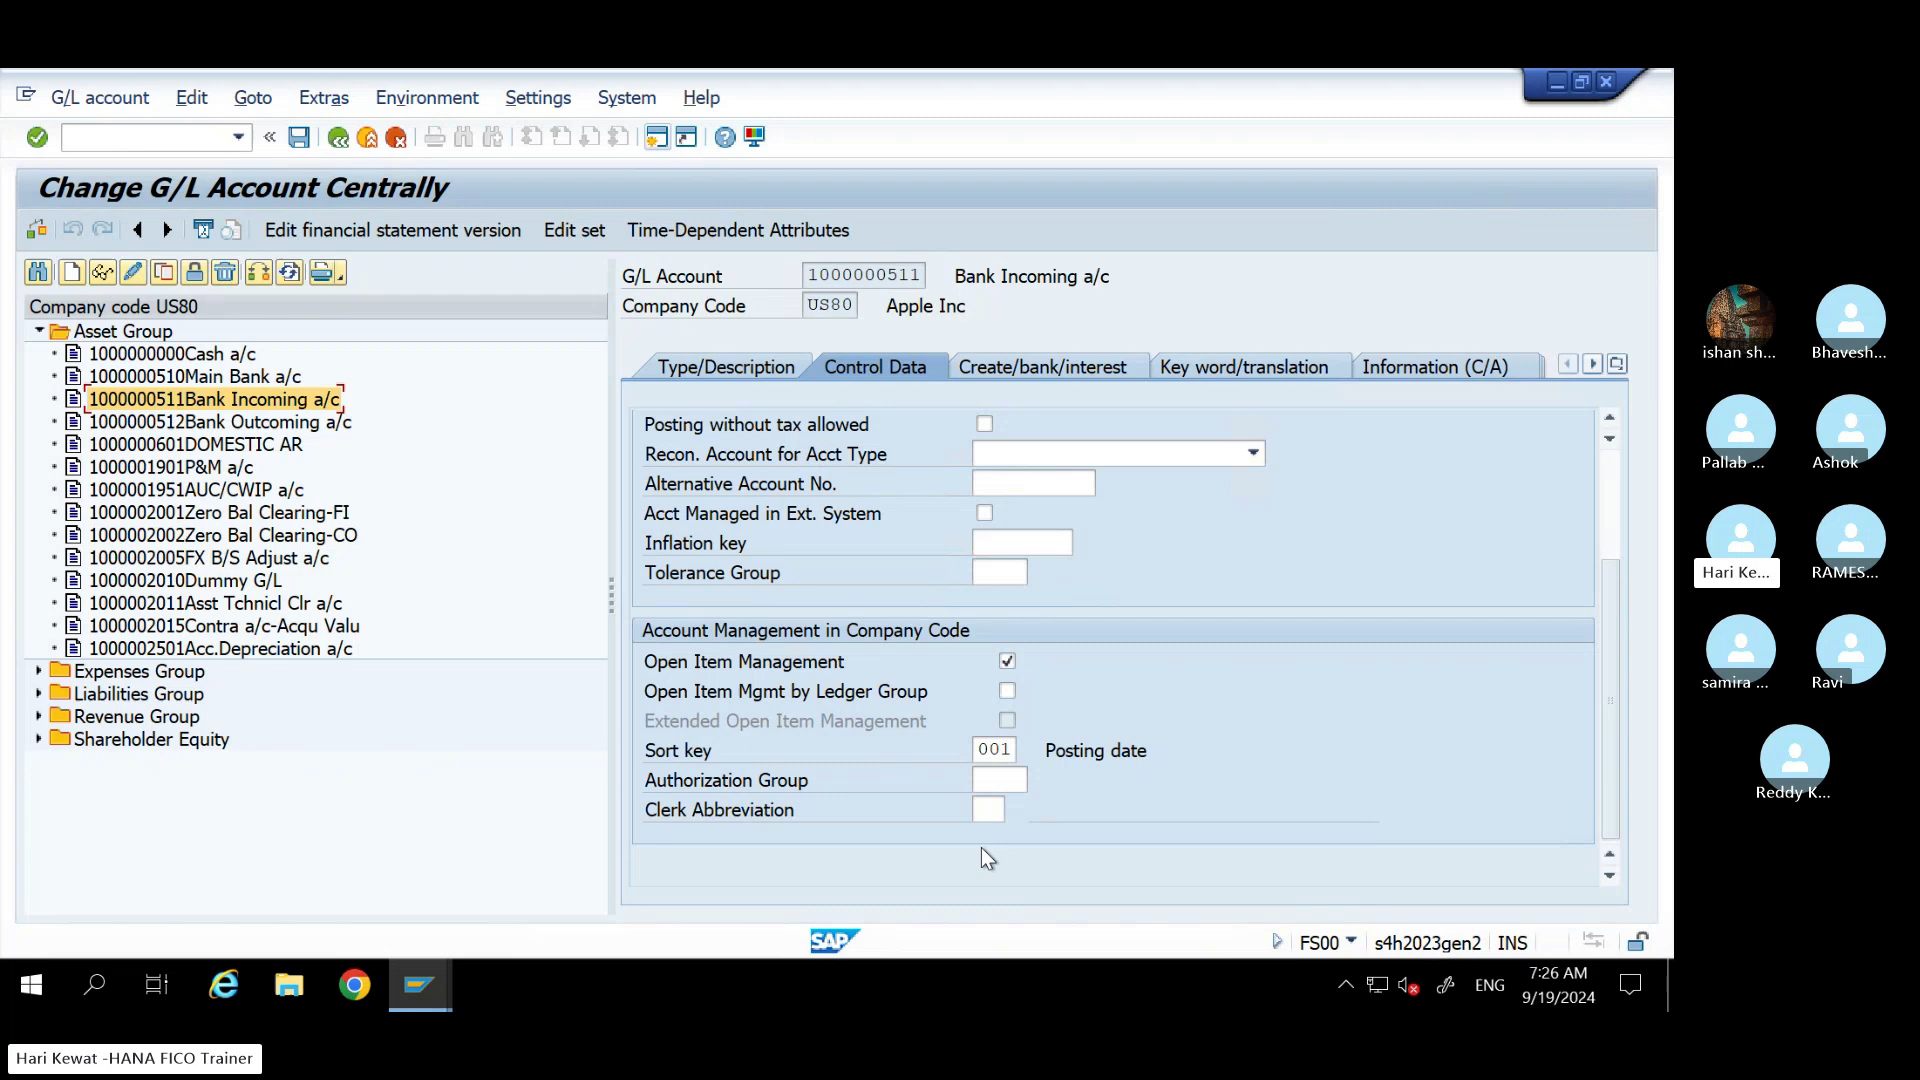 G/L account Edit Goto Extras Environment Settings System Help
Change G/L Account Centrally
Edit financial statement version Edit set Time-Dependent Attributes
Company code US80
Asset Group
1000000000Cash a/c
1000000510Main Bank a/c
1000000511Bank Incoming a/c
1000000512Bank Outcoming a/c
1000000601DOMESTIC AR
1000001901P&M a/c
1000001951AUC/CWIP a/c
1000002001Zero Bal Clearing-FI
1000002002Zero Bal Clearing-CO
1000002005FX B/S Adjust a/c
1000002010Dummy G/L
1000002011Asst Tchnicl Clr a/c
1000002015Contra a/c-Acqu Valu
1000002501Acc.Depreciation a/c
Expenses Group
Liabilities Group
Revenue Group
Shareholder Equity
G/L Account 1000000511 Bank Incoming a/c
Company Code US80 Apple Inc
Type/Description Control Data Create/bank/interest Key word/translation Information (C/A)
Posting without tax allowed
Recon. Account for Acct Type
Alternative Account No.
Acct Managed in Ext. System
Inflation key
Tolerance Group
Account Management in Company Code
Open Item Management
Open Item Mgmt by Ledger Group
Extended Open Item Management
Sort key 001 Posting date
Authorization Group
Clerk Abbreviation
SAP FS00 s4h2023gen2 INS
ENG 7:26 AM
9/19/2024
ishan sh... Bhavesh...
Pallab ... Ashok
Hari Ke... RAMES...
samira ... Ravi
Reddy K...
Hari Kewat -HANA FICO Trainer